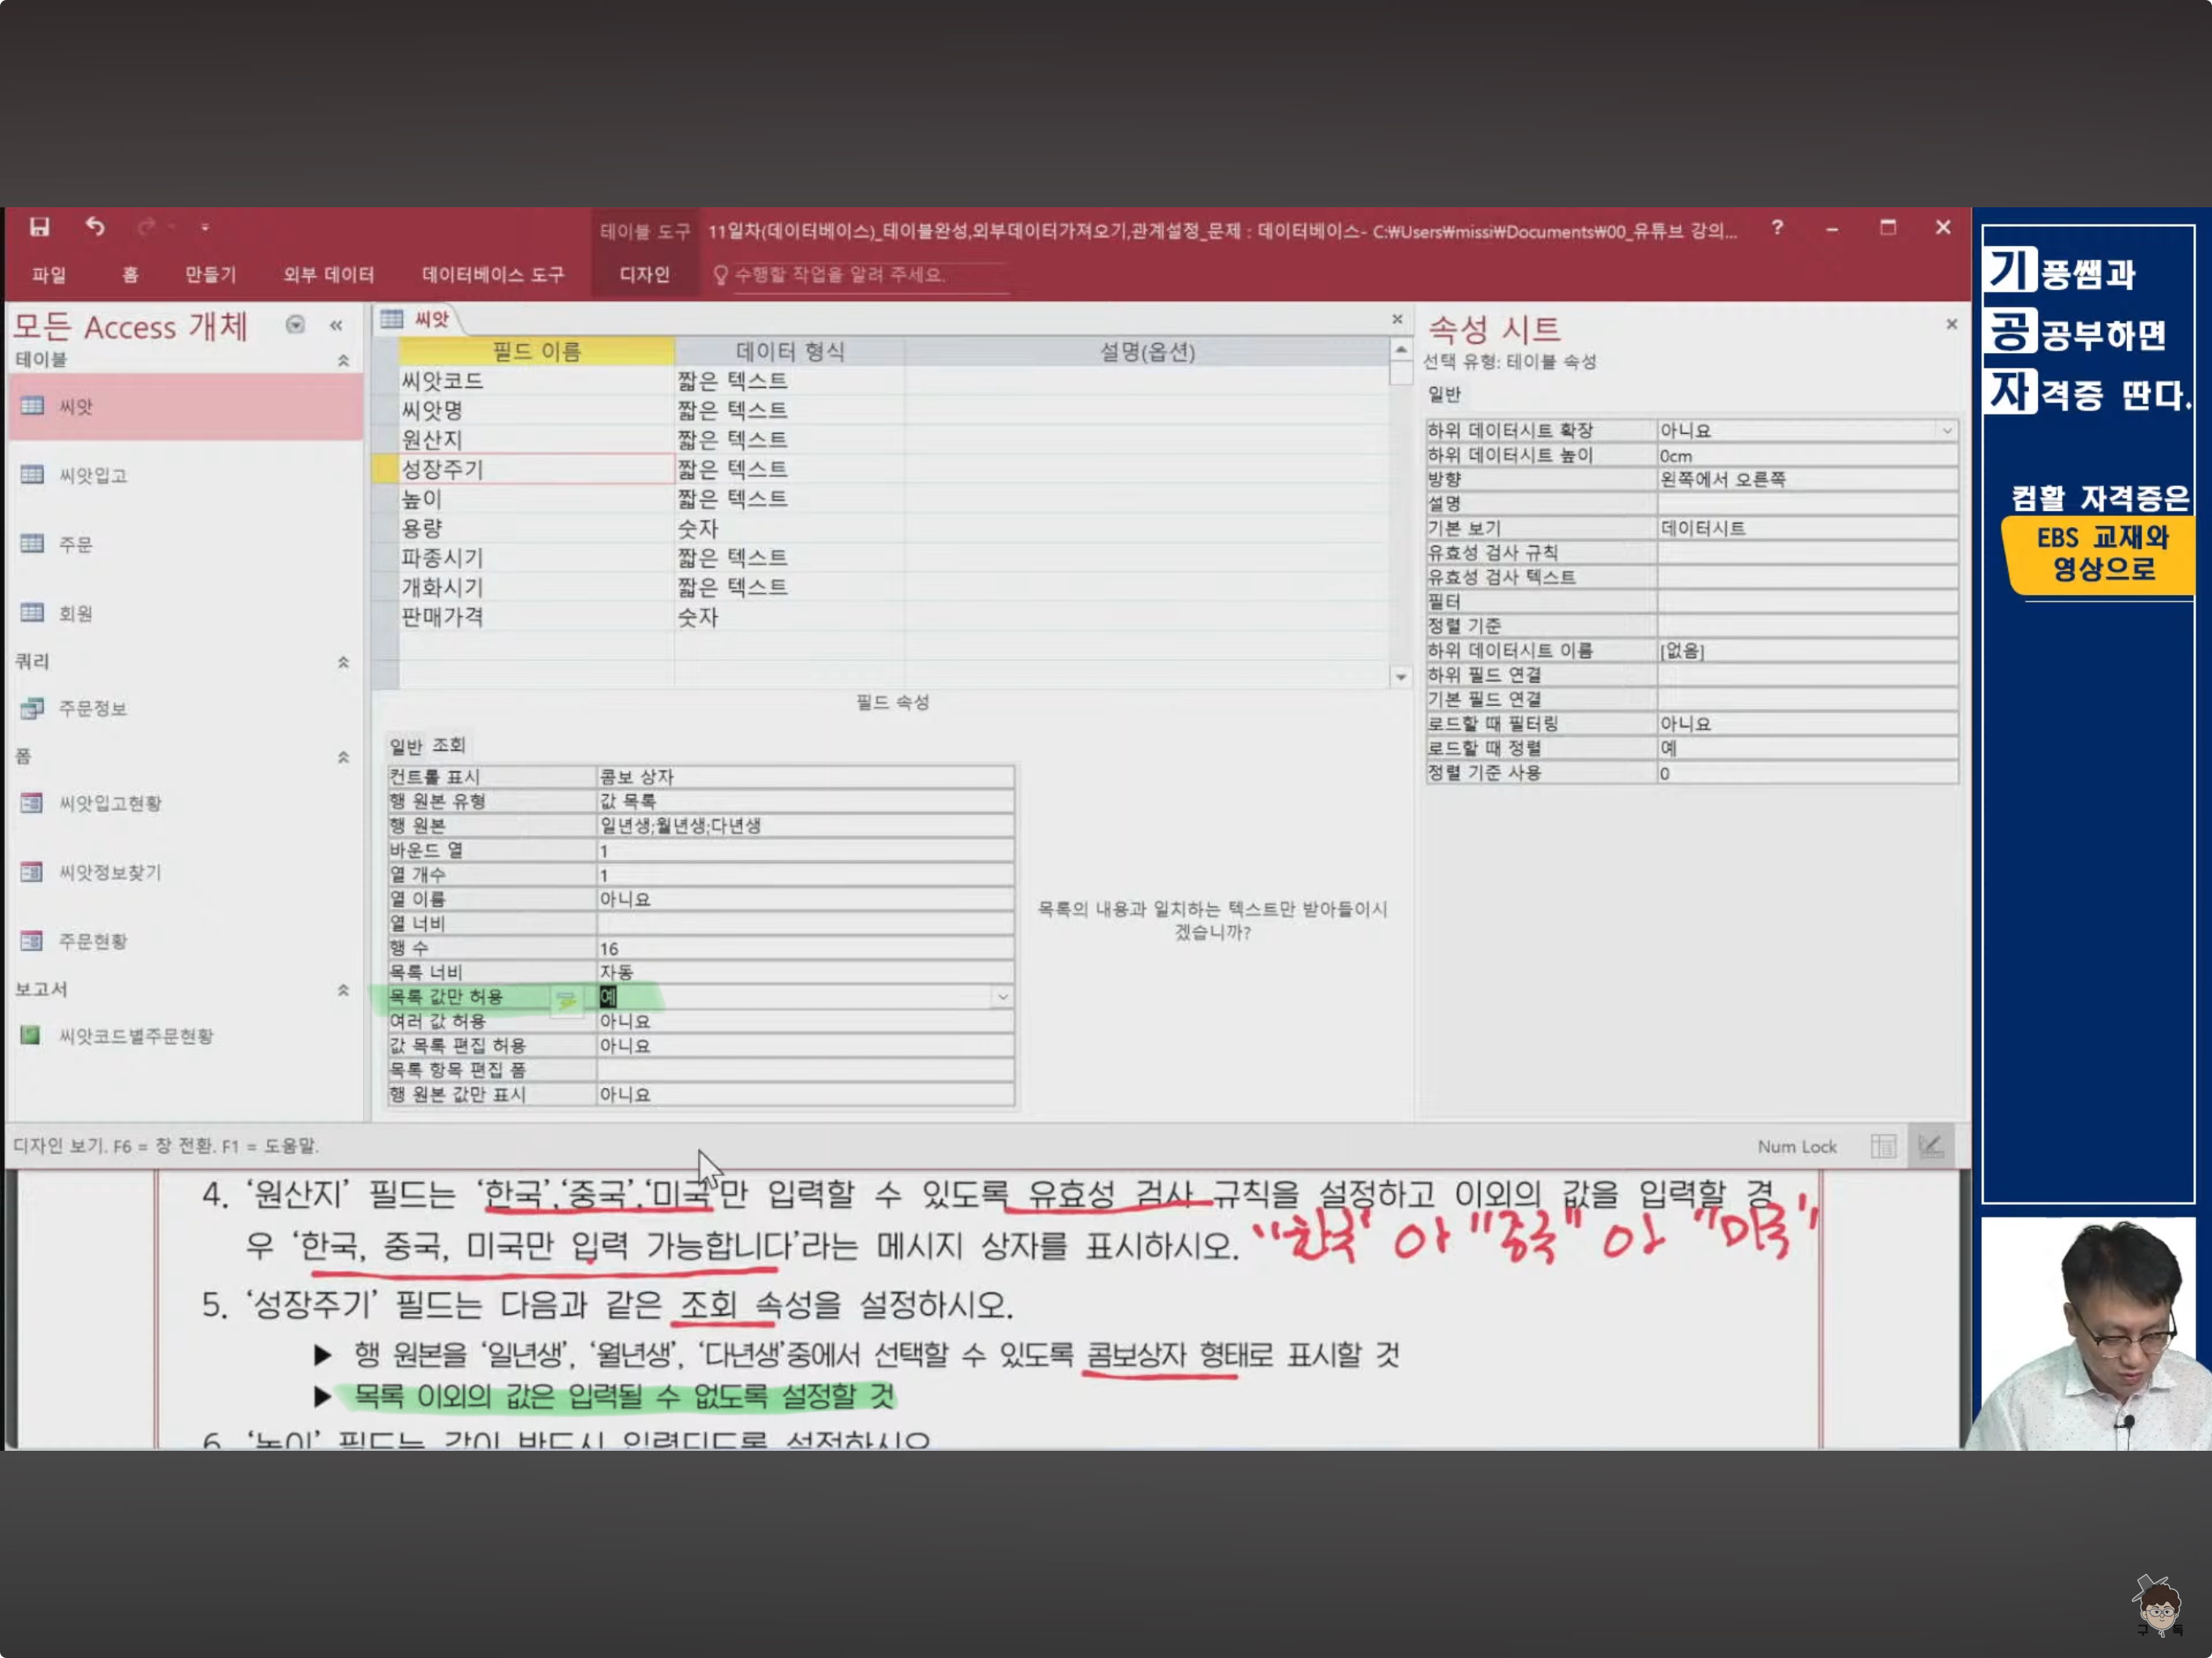 테이블 도구
11일차(데이터베이스)_테이블완성,외부데이터가져오기,관계설정_문제 : 데이터베이스- C:₩Users₩missi₩Documents₩00_유튜브 강의...
?
파일 홈 만들기 외부 데이터 데이터베이스 도구 디자인 수행할 작업을 알려 주세요.
모든 Access 개체
테이블
씨앗
씨앗입고
주문
회원
쿼리
주문정보
폼
씨앗입고현황
씨앗정보찾기
주문현황
보고서
씨앗코드별주문현황
씨앗
필드 이름 데이터 형식 설명(옵션)
씨앗코드 짧은 텍스트
씨앗명 짧은 텍스트
원산지 짧은 텍스트
성장주기 짧은 텍스트
높이 짧은 텍스트
용량 숫자
파종시기 짧은 텍스트
개화시기 짧은 텍스트
판매가격 숫자
필드 속성
일반 조회
컨트롤 표시 콤보 상자
행 원본 유형 값 목록
행 원본 일년생;월년생;다년생
바운드 열 1
열 개수 1
열 이름 아니요
열 너비
행 수 16
목록 너비 자동
목록 값만 허용 예
여러 값 허용 아니요
값 목록 편집 허용 아니요
목록 항목 편집 폼
행 원본 값만 표시 아니요
목록의 내용과 일치하는 텍스트만 받아들이시
겠습니까?
속성 시트
선택 유형: 테이블 속성
일반
하위 데이터시트 확장 아니요
하위 데이터시트 높이 0cm
방향 왼쪽에서 오른쪽
설명
기본 보기 데이터시트
유효성 검사 규칙
유효성 검사 텍스트
필터
정렬 기준
하위 데이터시트 이름 [없음]
하위 필드 연결
기본 필드 연결
로드할 때 필터링 아니요
로드할 때 정렬 예
정렬 기준 사용 0
디자인 보기. F6 = 창 전환. F1 = 도움말.
Num Lock
4. ‘원산지’ 필드는 ‘한국’,‘중국’,‘미국’만 입력할 수 있도록 유효성 검사 규칙을 설정하고 이외의 값을 입력할 경
우 ‘한국, 중국, 미국만 입력 가능합니다’라는 메시지 상자를 표시하시오.
"한국" or "중국" or "미국"
5. ‘성장주기’ 필드는 다음과 같은 조회 속성을 설정하시오.
▶ 행 원본을 ‘일년생’, ‘월년생’, ‘다년생’중에서 선택할 수 있도록 콤보상자 형태로 표시할 것
▶ 목록 이외의 값은 입력될 수 없도록 설정할 것
6. ‘높이’ 필드는 값이 반드시 입력되도록 설정하시오
기풍쌤과
공공부하면
자격증 딴다.
컴활 자격증은
EBS 교재와
영상으로
구독